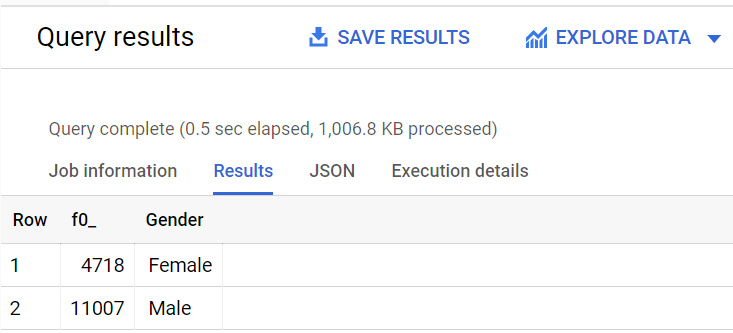 Query results SAVE RESULTS EXPLORE DATA
Query complete (0.5 sec elapsed, 1,006.8 KB processed)
Job information Results JSON Execution details
Row f0_ Gender
1 4718 Female
2 11007 Male